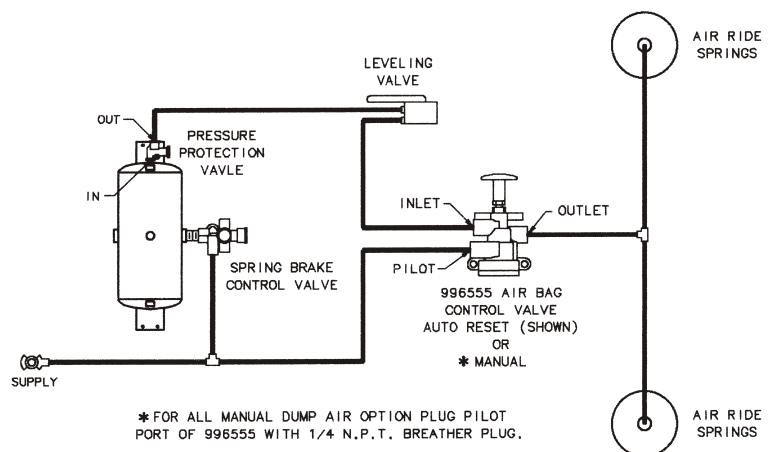 AIR RIDE
SPRINGS
LEVELING
VALVE
OUT
PRESSURE
PROTECTION
VAVLE
IN
INLET
OUTLET
SPRING BRAKE
CONTROL VALVE
PILOT
996555 AIR BAG
CONTROL VALVE
AUTO RESET (SHOWN)
OR
* MANUAL
SUPPLY
* FOR ALL MANUAL DUMP AIR OPTION PLUG PILOT
PORT OF 996555 WITH 1/4 N.P.T. BREATHER PLUG.
AIR RIDE
SPRINGS